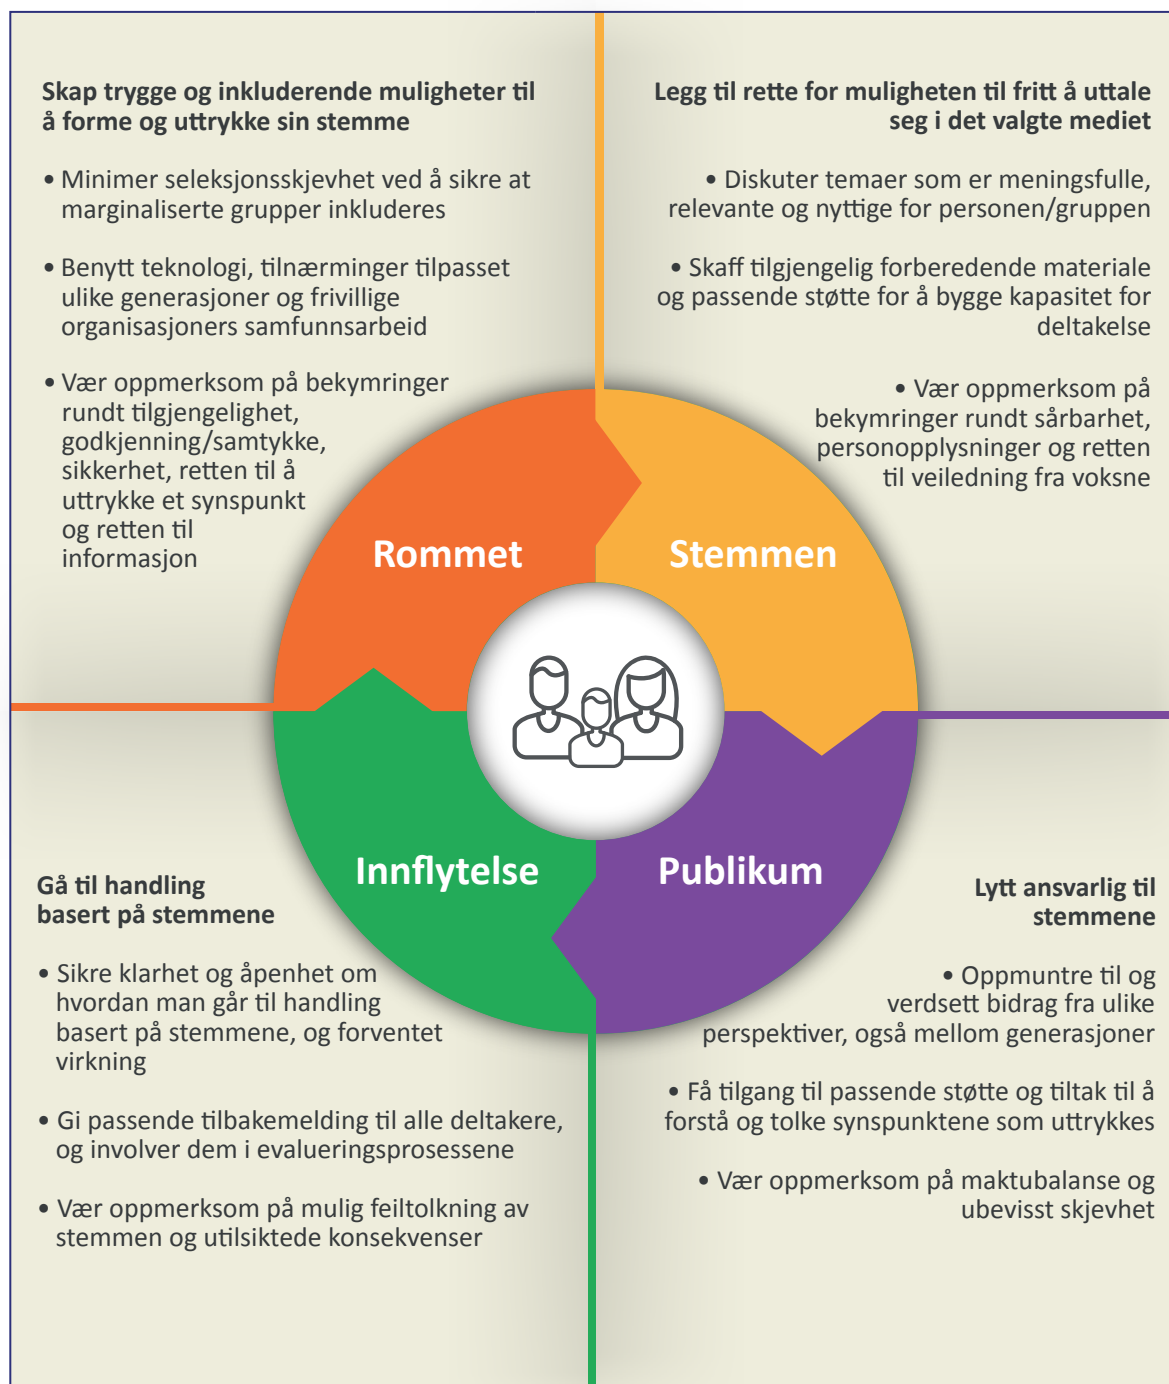 Skap trygge og inkluderende muligheter til
å forme og uttrykke sin stemme
• Minimer seleksjonsskjevhet ved å sikre at
marginaliserte grupper inkluderes
• Benytt teknologi, tilnærminger tilpasset
ulike generasjoner og frivillige
organisasjoners samfunnsarbeid
• Vær oppmerksom på bekymringer
rundt tilgjengelighet,
godkjenning/samtykke,
sikkerhet, retten til å
uttrykke et synspunkt
og retten til
informasjon
Legg til rette for muligheten til fritt å uttale
seg i det valgte mediet
• Diskuter temaer som er meningsfulle,
relevante og nyttige for personen/gruppen
• Skaff tilgjengelig forberedende materiale
og passende støtte for å bygge kapasitet for
deltakelse
• Vær oppmerksom på
bekymringer rundt sårbarhet,
personopplysninger og retten
til veiledning fra voksne
Rommet
Stemmen
Innflytelse
Publikum
Gå til handling
basert på stemmene
• Sikre klarhet og åpenhet om
hvordan man går til handling
basert på stemmene, og forventet
virkning
• Gi passende tilbakemelding til alle deltakere,
og involver dem i evalueringsprosessene
• Vær oppmerksom på mulig feiltolkning av
stemmen og utilsiktede konsekvenser
Lytt ansvarlig til
stemmene
• Oppmuntre til og
verdsett bidrag fra ulike
perspektiver, også mellom generasjoner
• Få tilgang til passende støtte og tiltak til å
forstå og tolke synspunktene som uttrykkes
• Vær oppmerksom på maktubalanse og
ubevisst skjevhet